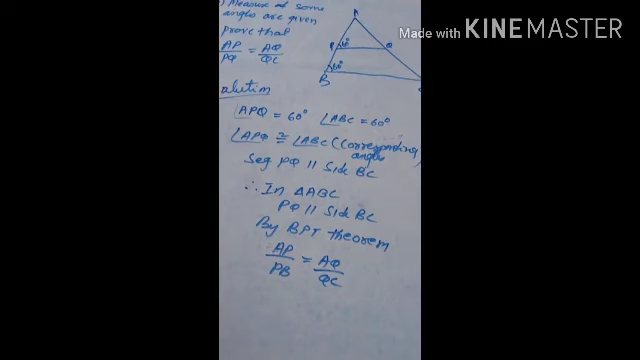 Made with KINEMASTER
) Measure of some
angles are given
prove that
AP/PQ = AQ/QC
A
P 60° Q
60°
B
C
olution
∠APQ = 60° ∠ABC = 60°
∠APQ ≅ ∠ABC (Corresponding
angles
Seg PQ || Side BC
∴ In △ABC
PQ || Side BC
By BPT theorem
AP/PB = AQ/QC